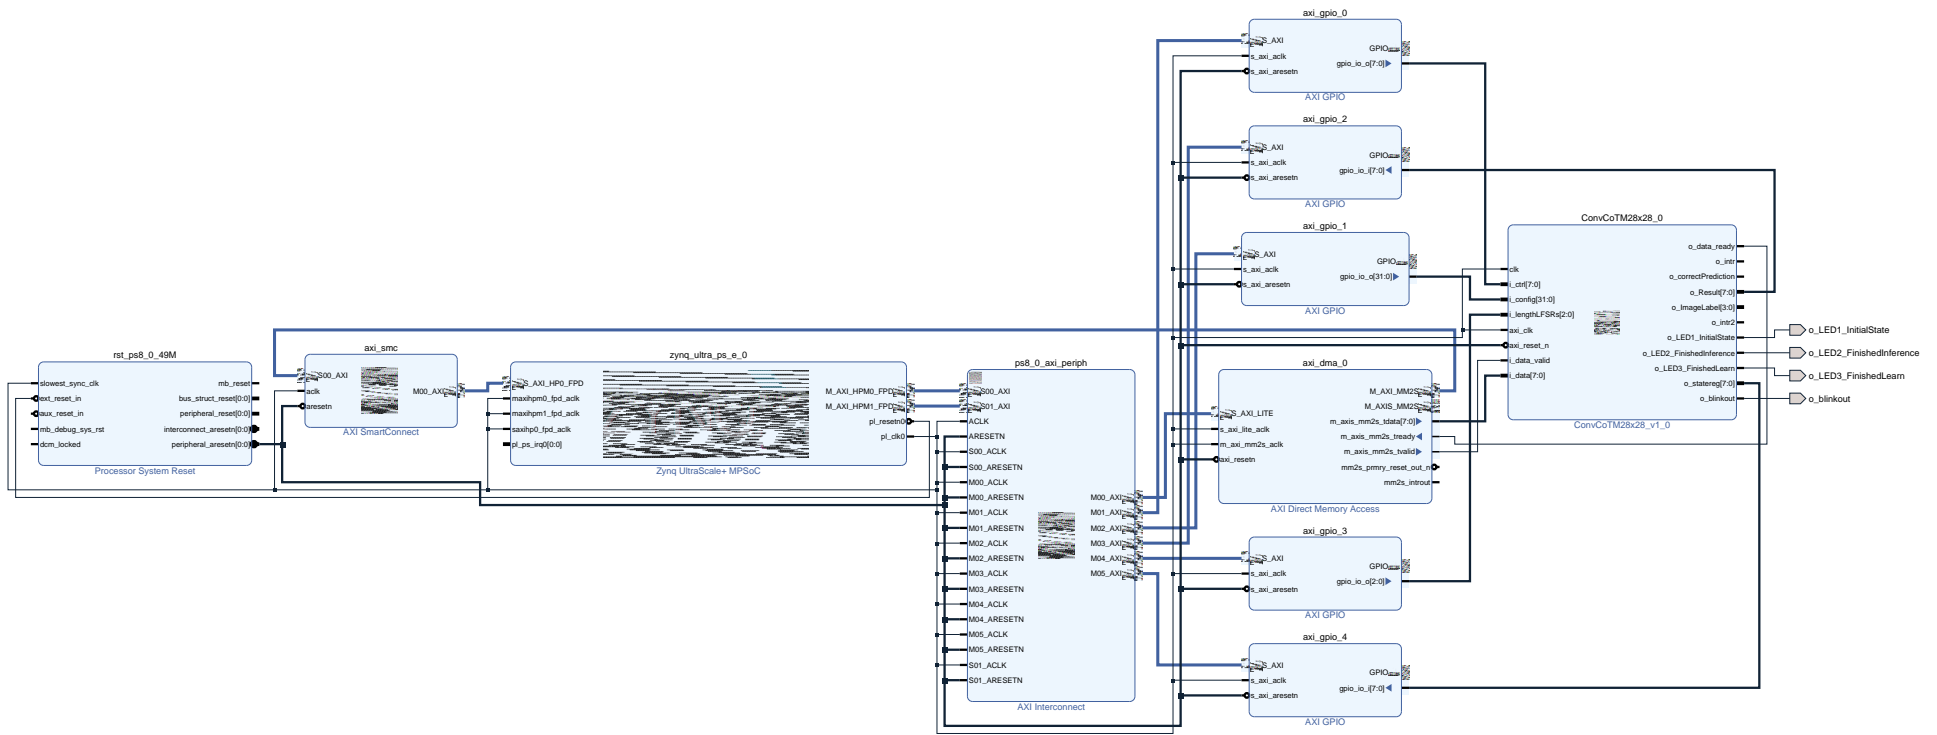 rst_ps8_0_49M
slowest_sync_clk
ext_reset_in
aux_reset_in
mb_debug_sys_rst
dcm_locked
mb_reset
bus_struct_reset[0:0]
peripheral_reset[0:0]
interconnect_aresetn[0:0]
peripheral_aresetn[0:0]
Processor System Reset
axi_smc
S00_AXI
aclk
aresetn
M00_AXI
AXI SmartConnect
zynq_ultra_ps_e_0
S_AXI_HP0_FPD
maxihpm0_fpd_aclk
maxihpm1_fpd_aclk
saxihp0_fpd_aclk
pl_ps_irq0[0:0]
M_AXI_HPM0_FPD
M_AXI_HPM1_FPD
pl_resetn0
pl_clk0
Zynq UltraScale+ MPSoC
ps8_0_axi_periph
S00_AXI
S01_AXI
ACLK
ARESETN
S00_ACLK
S00_ARESETN
M00_ACLK
M00_ARESETN
M01_ACLK
M01_ARESETN
M02_ACLK
M02_ARESETN
M03_ACLK
M03_ARESETN
M04_ACLK
M04_ARESETN
M05_ACLK
M05_ARESETN
S01_ACLK
S01_ARESETN
M00_AXI
M01_AXI
M02_AXI
M03_AXI
M04_AXI
M05_AXI
AXI Interconnect
axi_gpio_0
S_AXI
s_axi_aclk
s_axi_aresetn
GPIO
gpio_io_o[7:0]
AXI GPIO
axi_gpio_2
S_AXI
s_axi_aclk
s_axi_aresetn
GPIO
gpio_io_i[7:0]
AXI GPIO
axi_gpio_1
S_AXI
s_axi_aclk
s_axi_aresetn
GPIO
gpio_io_o[31:0]
AXI GPIO
axi_dma_0
S_AXI_LITE
s_axi_lite_aclk
m_axi_mm2s_aclk
axi_resetn
M_AXI_MM2S
M_AXIS_MM2S
m_axis_mm2s_tdata[7:0]
m_axis_mm2s_tready
m_axis_mm2s_tvalid
mm2s_prmry_reset_out_n
mm2s_introut
AXI Direct Memory Access
axi_gpio_3
S_AXI
s_axi_aclk
s_axi_aresetn
GPIO
gpio_io_o[2:0]
AXI GPIO
axi_gpio_4
S_AXI
s_axi_aclk
s_axi_aresetn
GPIO
gpio_io_i[7:0]
AXI GPIO
ConvCoTM28x28_0
clk
i_ctrl[7:0]
i_config[31:0]
i_lengthLFSRs[2:0]
axi_clk
axi_reset_n
i_data_valid
i_data[7:0]
o_data_ready
o_intr
o_correctPrediction
o_Result[7:0]
o_ImageLabel[3:0]
o_intr2
o_LED1_InitialState
o_LED2_FinishedInference
o_LED3_FinishedLearn
o_statereg[7:0]
o_blinkout
ConvCoTM28x28_v1_0
o_LED1_InitialState
o_LED2_FinishedInference
o_LED3_FinishedLearn
o_blinkout